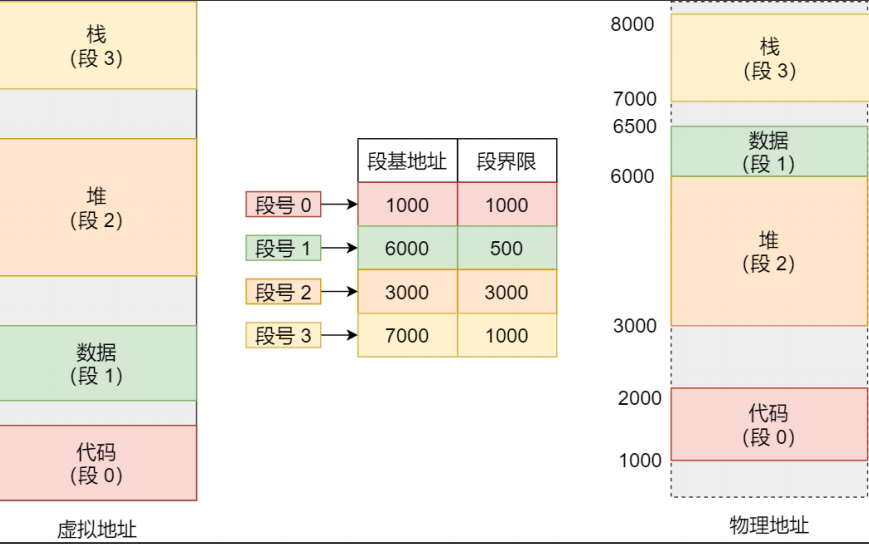 栈
(段 3)
堆
(段 2)
数据
(段 1)
代码
(段 0)
虚拟地址
段基地址 段界限
段号 0 1000 1000
段号 1 6000 500
段号 2 3000 3000
段号 3 7000 1000
8000
栈
(段 3)
7000
6500
数据
(段 1)
6000
堆
(段 2)
3000
2000
代码
(段 0)
1000
物理地址